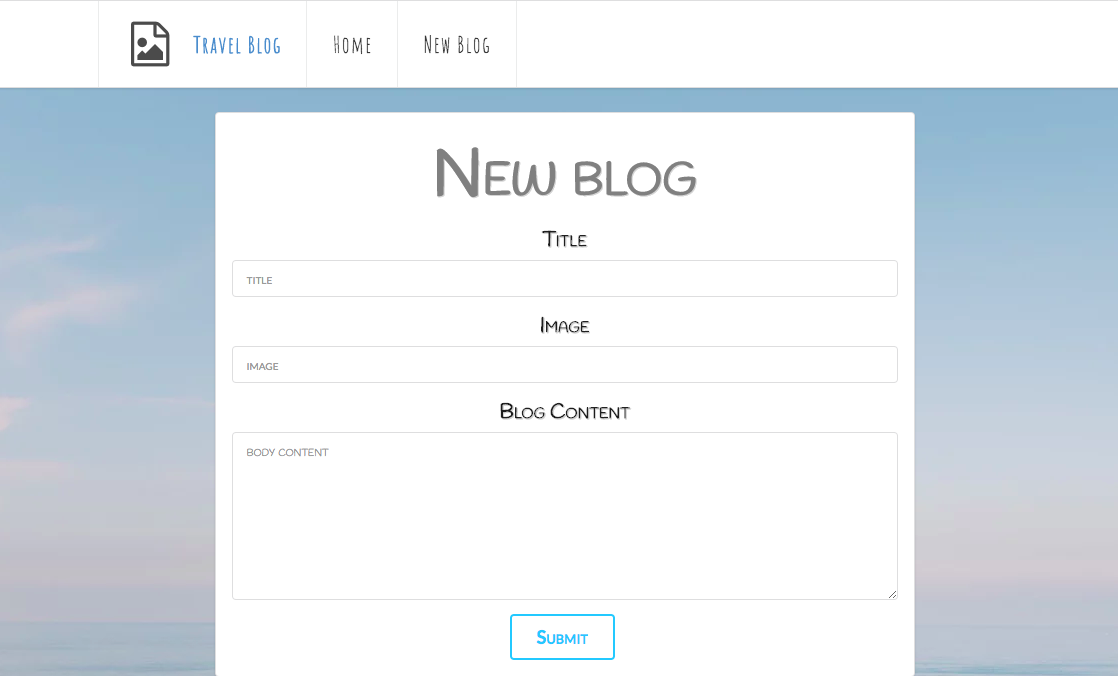 Travel Blog Home New Blog
New blog
Title
TITLE
Image
IMAGE
Blog Content
BODY CONTENT
Submit